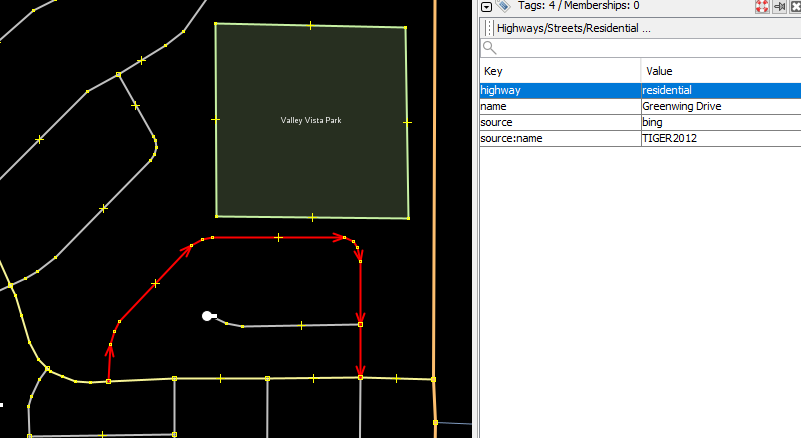 Tags: 4 / Memberships: 0
Highways/Streets/Residential ...
Key Value
highway residential
name Greenwing Drive
source bing
source:name TIGER2012
Valley Vista Park